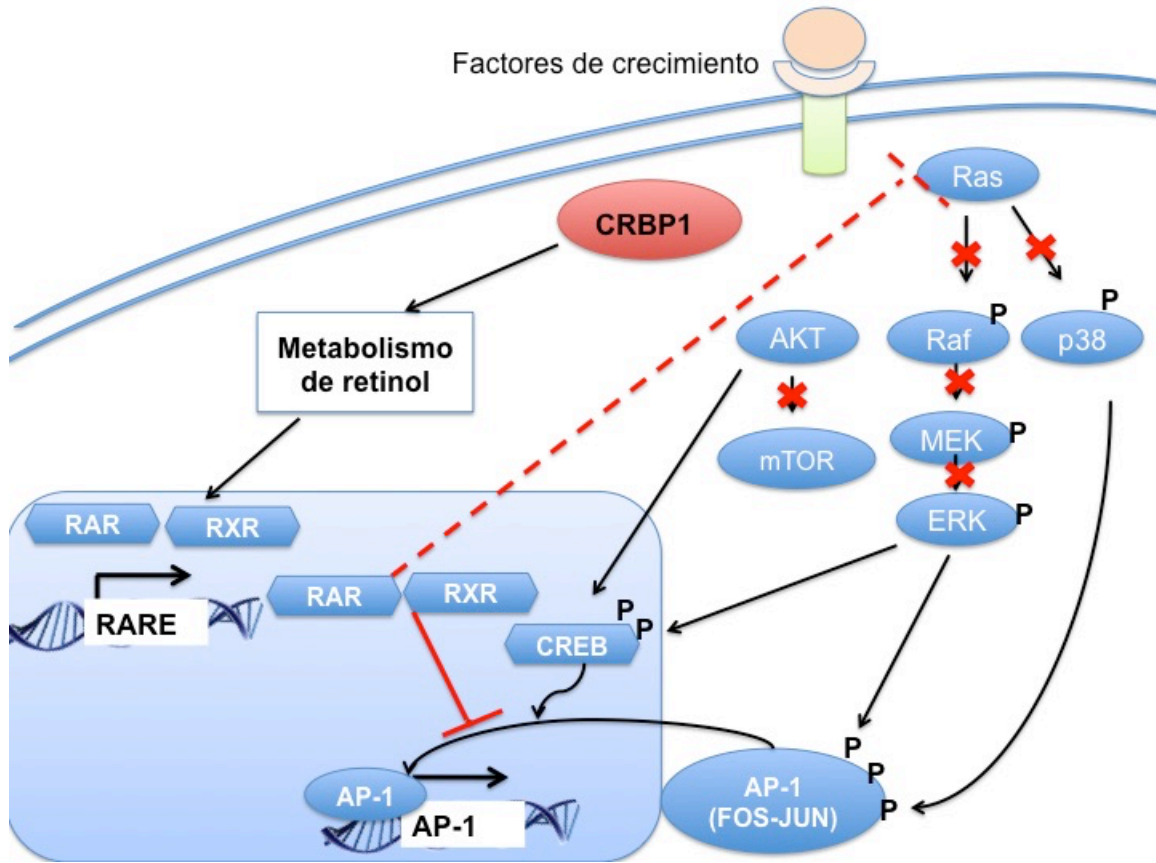 Factores de crecimiento
Ras
CRBP1
P
P
AKT
Raf
p38
Metabolismo
de retinol
MEK
P
mTOR
ERK
P
RAR
RXR
RAR
RXR
P
P
RARE
CREB
P
P
P
AP-1
(FOS-JUN)
AP-1
AP-1